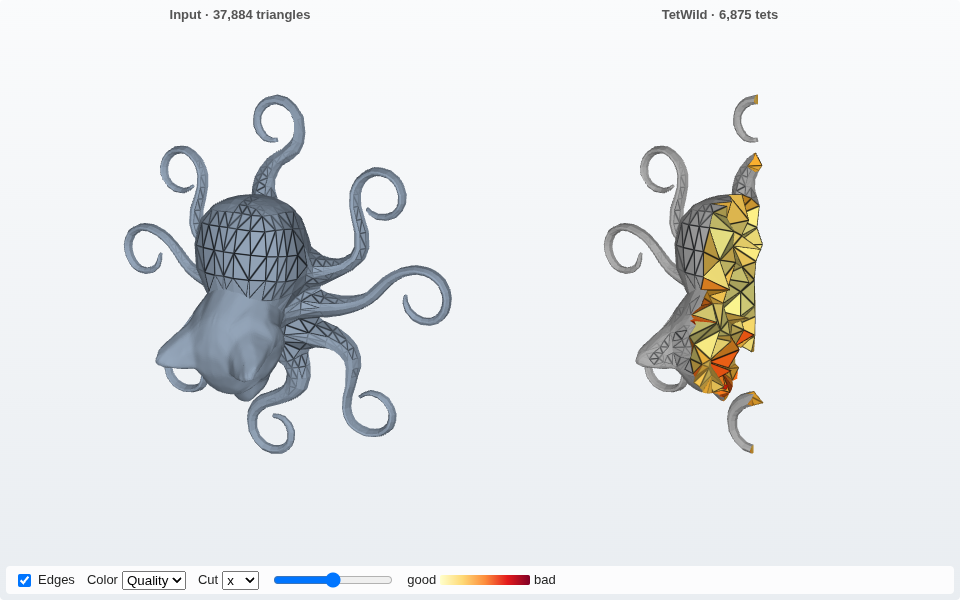 Input · 37,884 triangles
TetWild · 6,875 tets
Edges Color Quality Cut x good bad